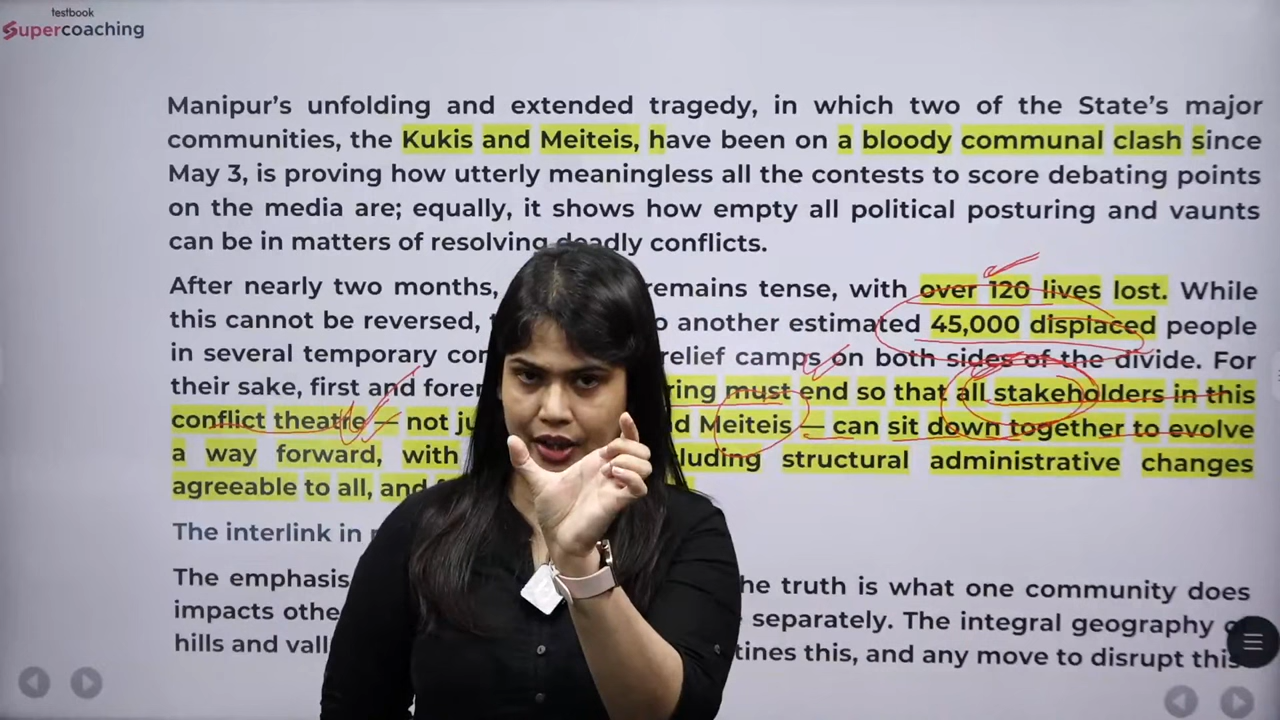 testbook
Supercoaching
Manipur's unfolding and extended tragedy, in which two of the State's major
communities, the Kukis and Meiteis, have been on a bloody communal clash since
May 3, is proving how utterly meaningless all the contests to score debating points
on the media are; equally, it shows how empty all political posturing and vaunts
can be in matters of resolving deadly conflicts.
After nearly two months, remains tense, with over 120 lives lost. While
this cannot be reversed, another estimated 45,000 displaced people
in several temporary relief camps on both sides of the divide. For
their sake, first and must end so that all stakeholders in this
conflict theatre — not Meiteis — can sit down together to evolve
a way forward, with structural administrative changes
agreeable to all, and
The interlink in
The emphasis the truth is what one community does
impacts separately. The integral geography
hills and this, and any move to disrupt this